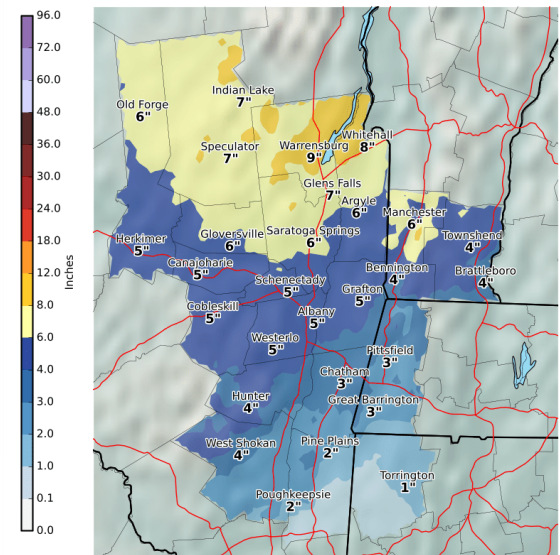 96.0
72.0
60.0
48.0
36.0
30.0
24.0
18.0
12.0
8.0
6.0
4.0
3.0
2.0
1.0
0.1
0.0
Inches
Indian Lake
7"
Old Forge
6"
Whitehall
8"
Speculator
7"
Warrensburg
9"
Glens Falls
7"
Argyle
6"
Manchester
6"
Herkimer
5"
Gloversville
6"
Saratoga Springs
6"
Townshend
4"
Canajoharie
5"
Schenectady
5"
Bennington
4"
Brattleboro
4"
Grafton
5"
Cobleskill
5"
Albany
5"
Westerlo
5"
Pittsfield
3"
Chatham
3"
Hunter
4"
Great Barrington
3"
West Shokan
4"
Pine Plains
2"
Torrington
1"
Poughkeepsie
2"